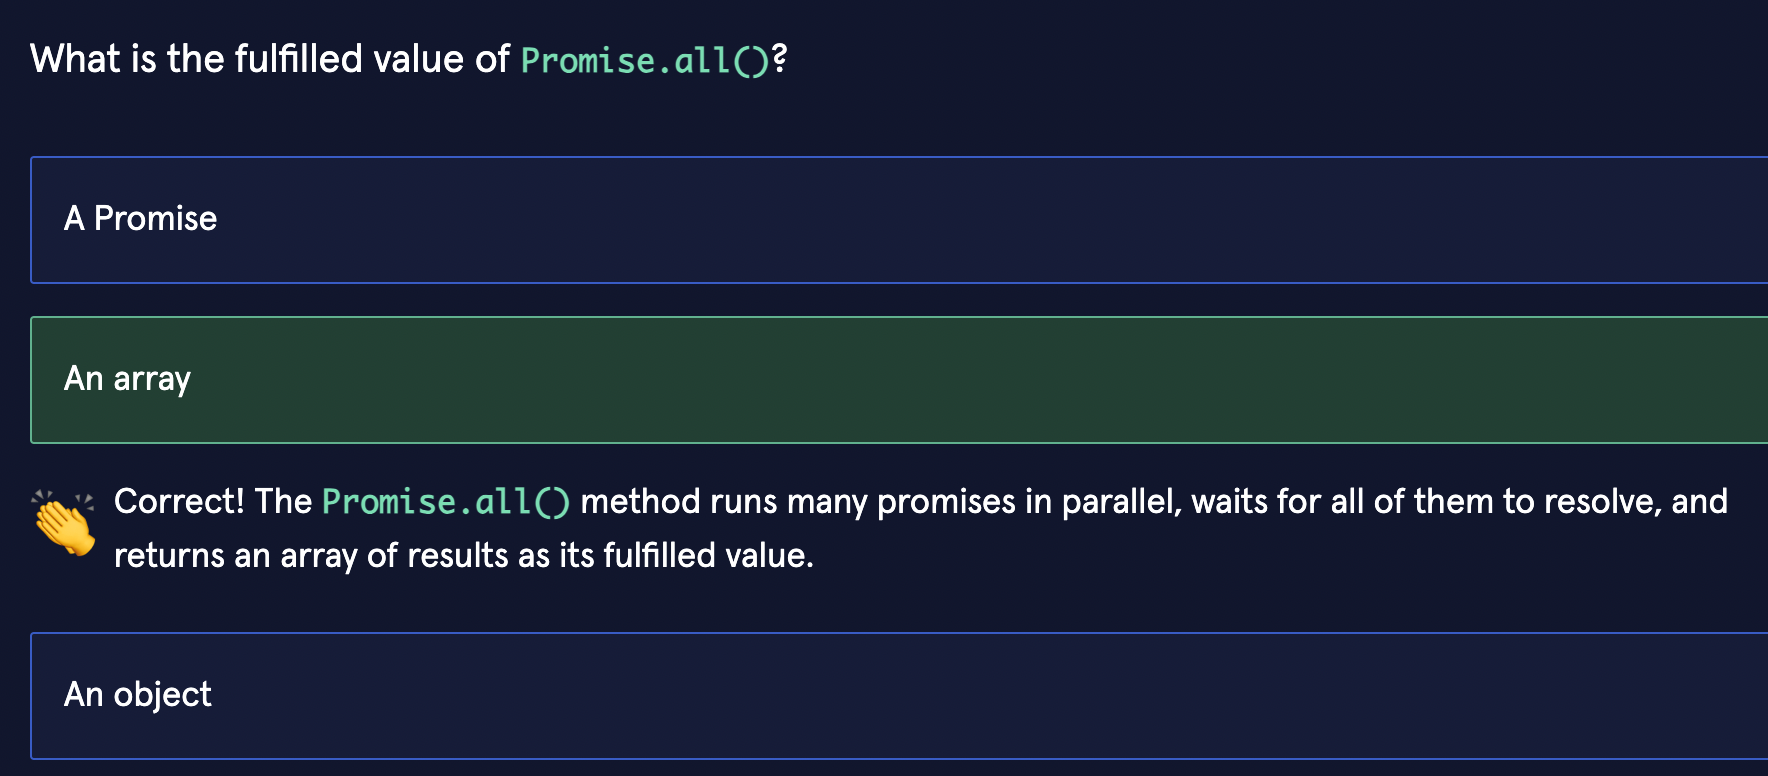 What is the fulfilled value of Promise.all()?
A Promise
An array
Correct! The Promise.all() method runs many promises in parallel, waits for all of them to resolve, and
returns an array of results as its fulfilled value.
An object